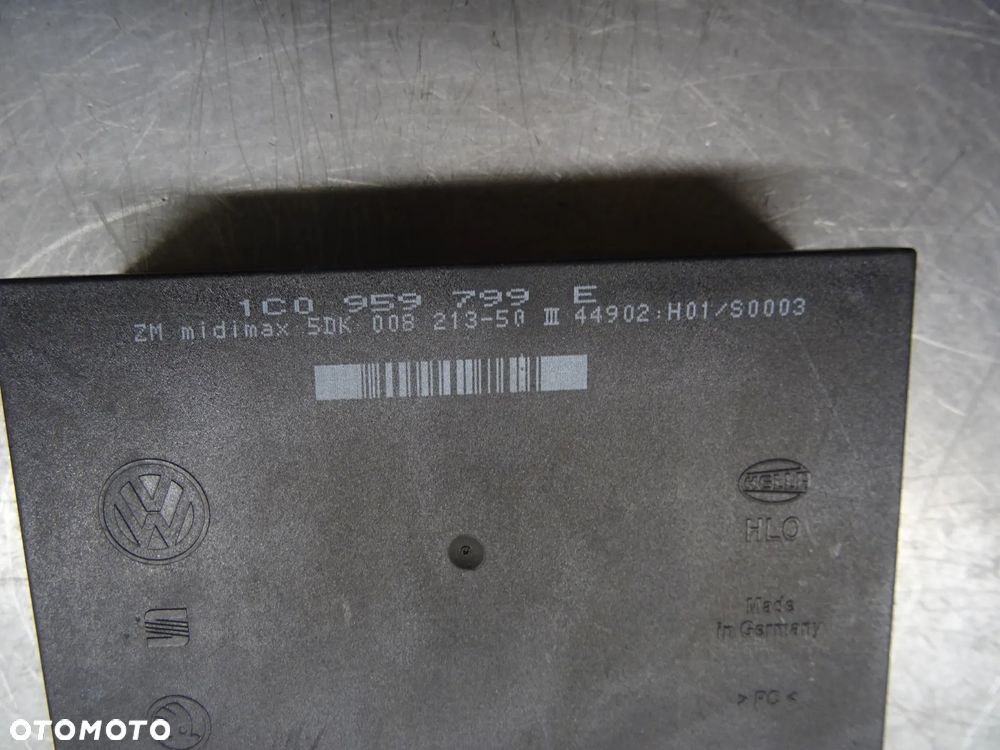 1C0 959 799 E
ZM midimax 5DK 008 213-50 III 44902:H01/S0003
HELLA
HLO
Made
in Germany
> PC <
OTOMOTO